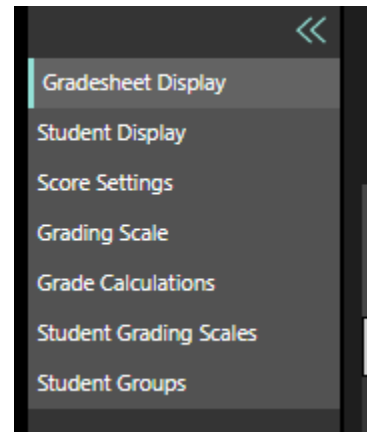 Gradesheet Display
Student Display
Score Settings
Grading Scale
Grade Calculations
Student Grading Scales
Student Groups